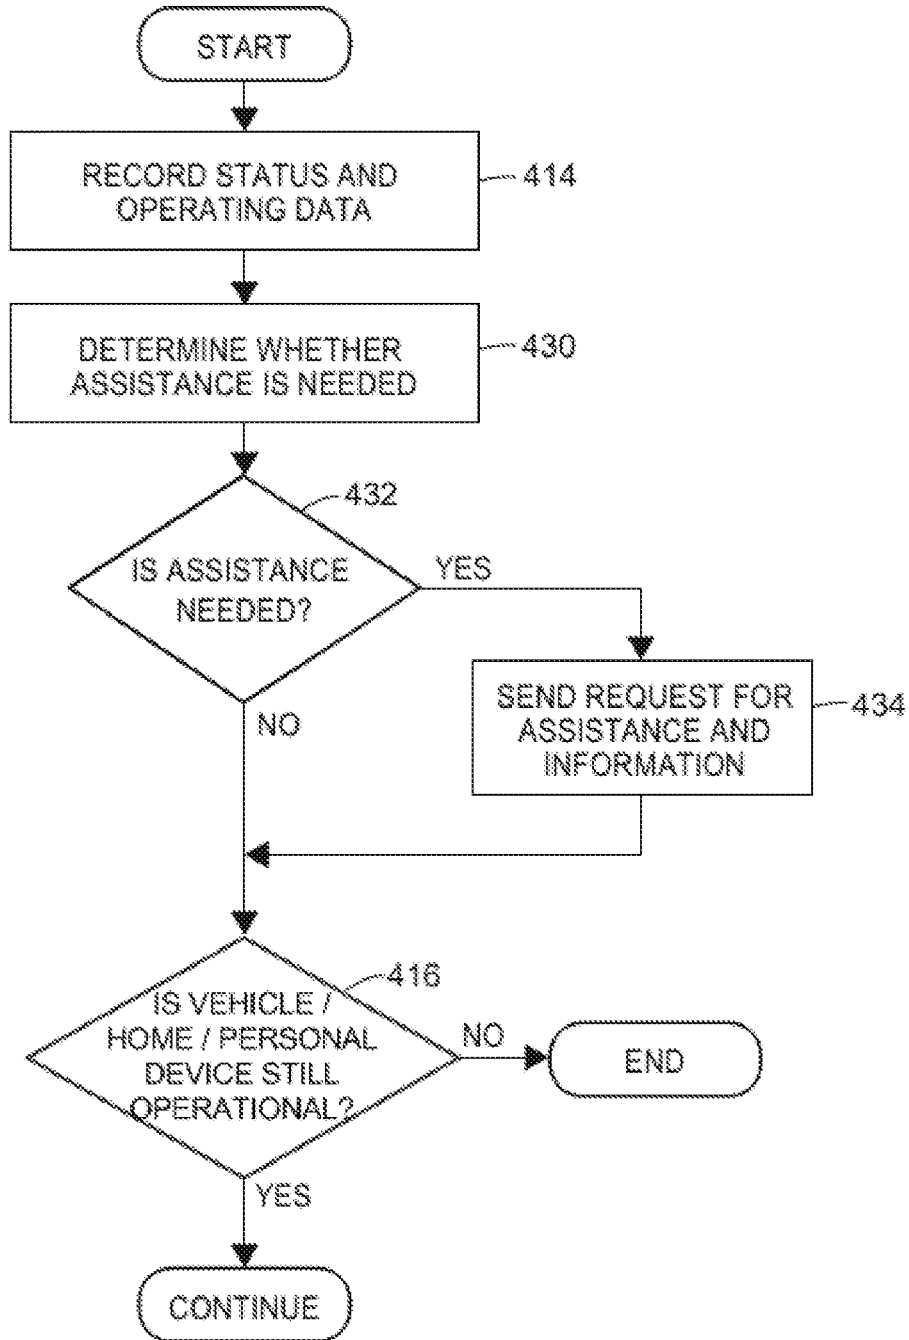 START
RECORD STATUS AND
OPERATING DATA
414
DETERMINE WHETHER
ASSISTANCE IS NEEDED
430
432
IS ASSISTANCE
NEEDED?
YES
SEND REQUEST FOR
ASSISTANCE AND
INFORMATION
434
NO
416
IS VEHICLE /
HOME / PERSONAL
DEVICE STILL
OPERATIONAL?
NO
END
YES
CONTINUE